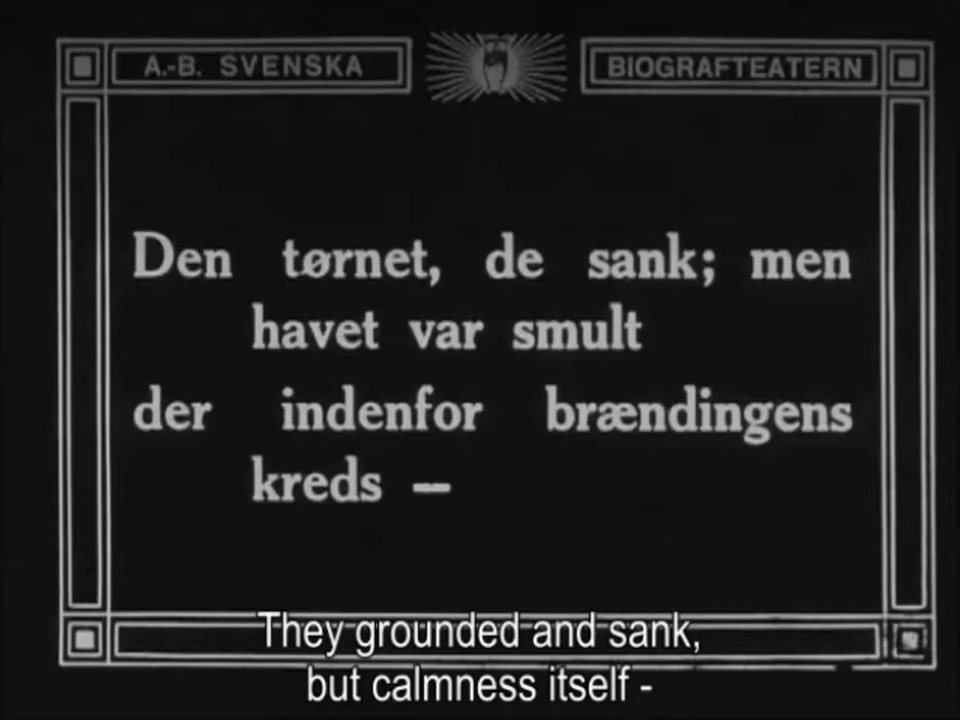 A.-B. SVENSKA BIOGRAFTEATERN
Den tørnet, de sank; men
havet var smult
der indenfor brændingens
kreds —
They grounded and sank,
but calmness itself -